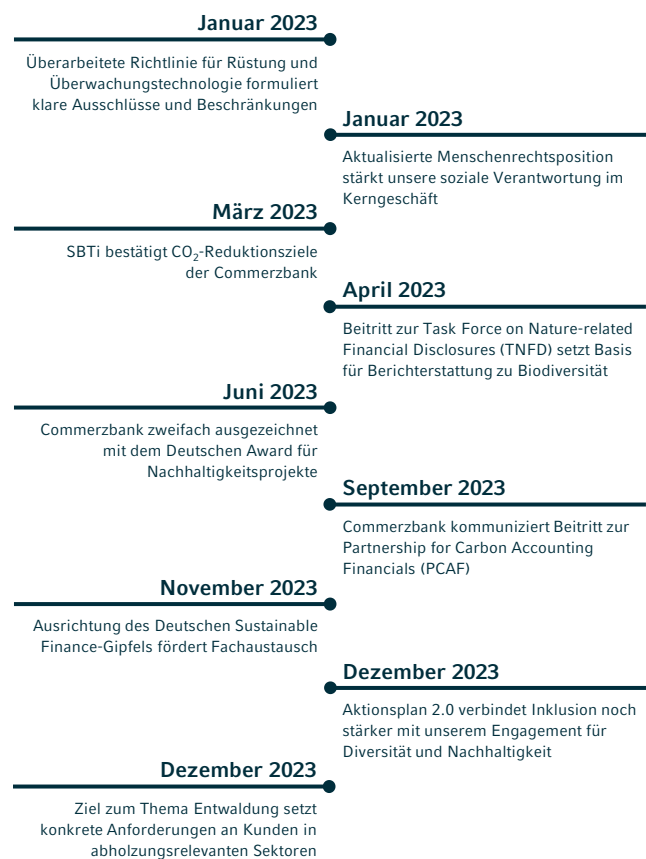 Januar 2023
Überarbeitete Richtlinie für Rüstung und
Überwachungstechnologie formuliert
klare Ausschlüsse und Beschränkungen
Januar 2023
Aktualisierte Menschenrechtsposition
stärkt unsere soziale Verantwortung im
Kerngeschäft
März 2023
SBTi bestätigt CO₂-Reduktionsziele
der Commerzbank
April 2023
Beitritt zur Task Force on Nature-related
Financial Disclosures (TNFD) setzt Basis
für Berichterstattung zu Biodiversität
Juni 2023
Commerzbank zweifach ausgezeichnet
mit dem Deutschen Award für
Nachhaltigkeitsprojekte
September 2023
Commerzbank kommuniziert Beitritt zur
Partnership for Carbon Accounting
Financials (PCAF)
November 2023
Ausrichtung des Deutschen Sustainable
Finance-Gipfels fördert Fachaustausch
Dezember 2023
Aktionsplan 2.0 verbindet Inklusion noch
stärker mit unserem Engagement für
Diversität und Nachhaltigkeit
Dezember 2023
Ziel zum Thema Entwaldung setzt
konkrete Anforderungen an Kunden in
abholzungsrelevanten Sektoren